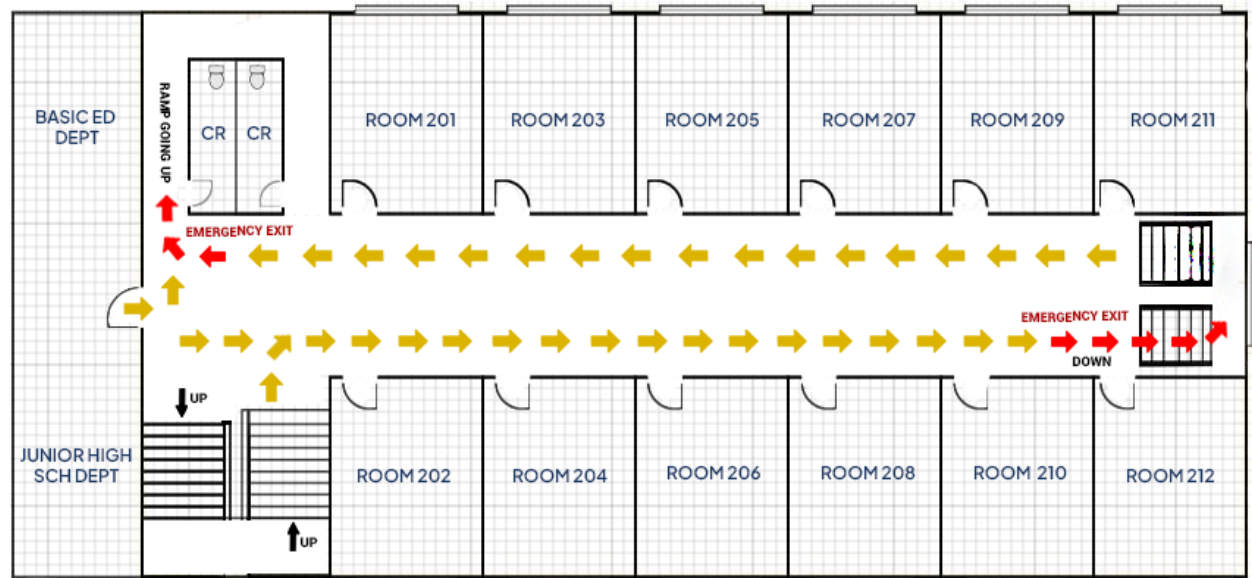 BASIC ED
DEPT
RAMP GOING UP
CR
CR
ROOM 201
ROOM 203
ROOM 205
ROOM 207
ROOM 209
ROOM 211
EMERGENCY EXIT
EMERGENCY EXIT
DOWN
UP
JUNIOR HIGH
SCH DEPT
ROOM 202
ROOM 204
ROOM 206
ROOM 208
ROOM 210
ROOM 212
UP